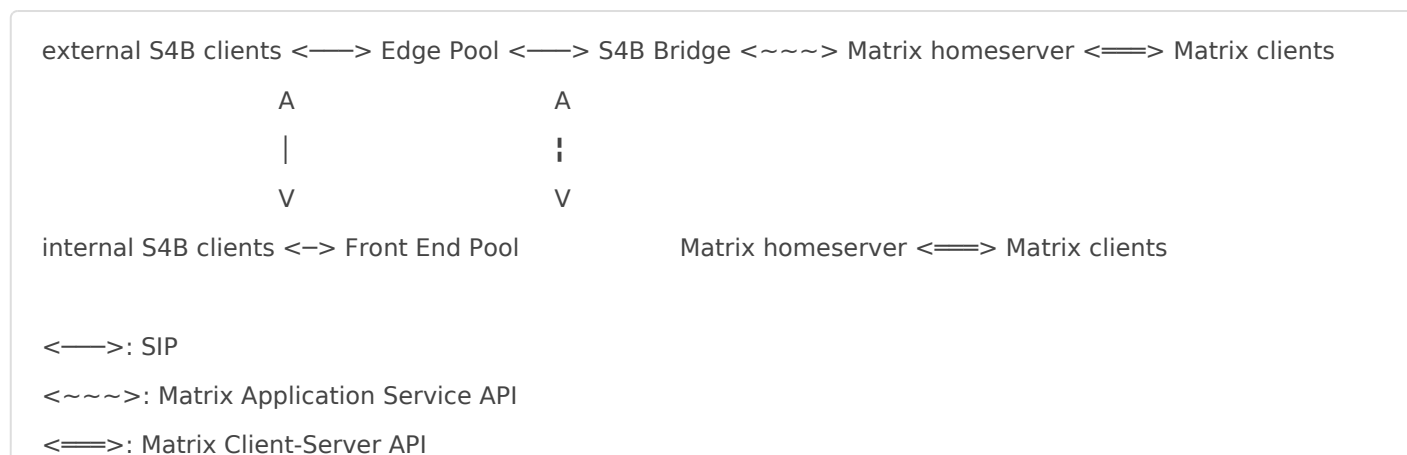 external S4B clients <───> Edge Pool <───> S4B Bridge <~~~> Matrix homeserver <═══> Matrix clients
A A
│ ¦
V V
internal S4B clients <─> Front End Pool Matrix homeserver <═══> Matrix clients
<───>: SIP
<~~~>: Matrix Application Service API
<═══>: Matrix Client-Server API